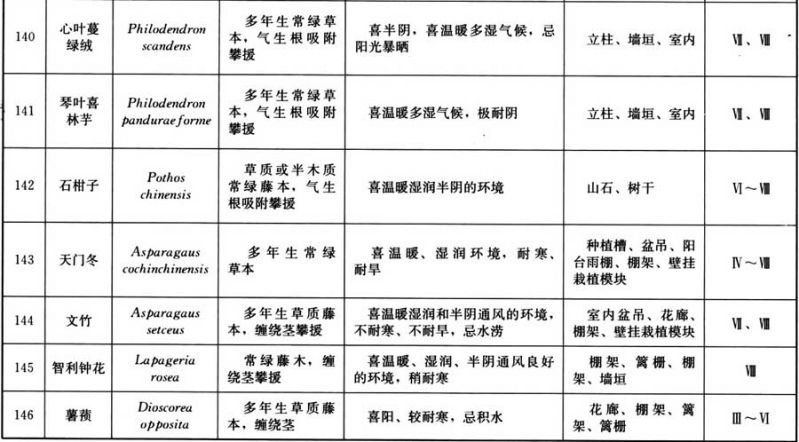 140
心叶蔓
绿绒
Philodendron
scandens
多年生常绿草
本，气生根吸附
攀援
喜半阴，喜温暖多湿气候，忌
阳光暴晒
立柱、墙垣、室内
Ⅶ、Ⅷ
141
琴叶喜
林芋
Philodendron
panduraeforme
多年生常绿草
本，气生根吸附
攀援
喜温暖多湿气候，极耐阴
立柱、墙垣、室内
Ⅶ、Ⅷ
142
石柑子
Pothos
chinensis
草质或半木质
常绿藤本，气生
根吸附攀援
喜温暖湿润半阴的环境
山石、树干
Ⅵ～Ⅷ
143
天门冬
Asparagaus
cochinchinensis
多年生常绿
草本
喜温暖、湿润环境，耐寒、
耐旱
种植槽、盆吊、阳
台雨棚、棚架、壁挂
栽植模块
Ⅳ～Ⅷ
144
文竹
Asparagaus
setceus
多年生草质藤
本，缠绕茎攀援
喜温暖湿润和半阴通风的环境，
不耐寒、不耐旱，忌水涝
室内盆吊、花廊、
棚架、壁挂栽植模块
Ⅶ、Ⅷ
145
智利钟花
Lapageria
rosea
常绿藤木，缠
绕茎攀援
喜温暖、湿润、半阴通风良好
的环境，稍耐寒
棚架、篱栅、棚
架、墙垣
Ⅷ
146
薯蓣
Dioscorea
opposita
多年生草质藤
本，缠绕茎
喜阳、较耐寒、忌积水
花廊、棚架、篱
架、篱栅
Ⅲ～Ⅵ